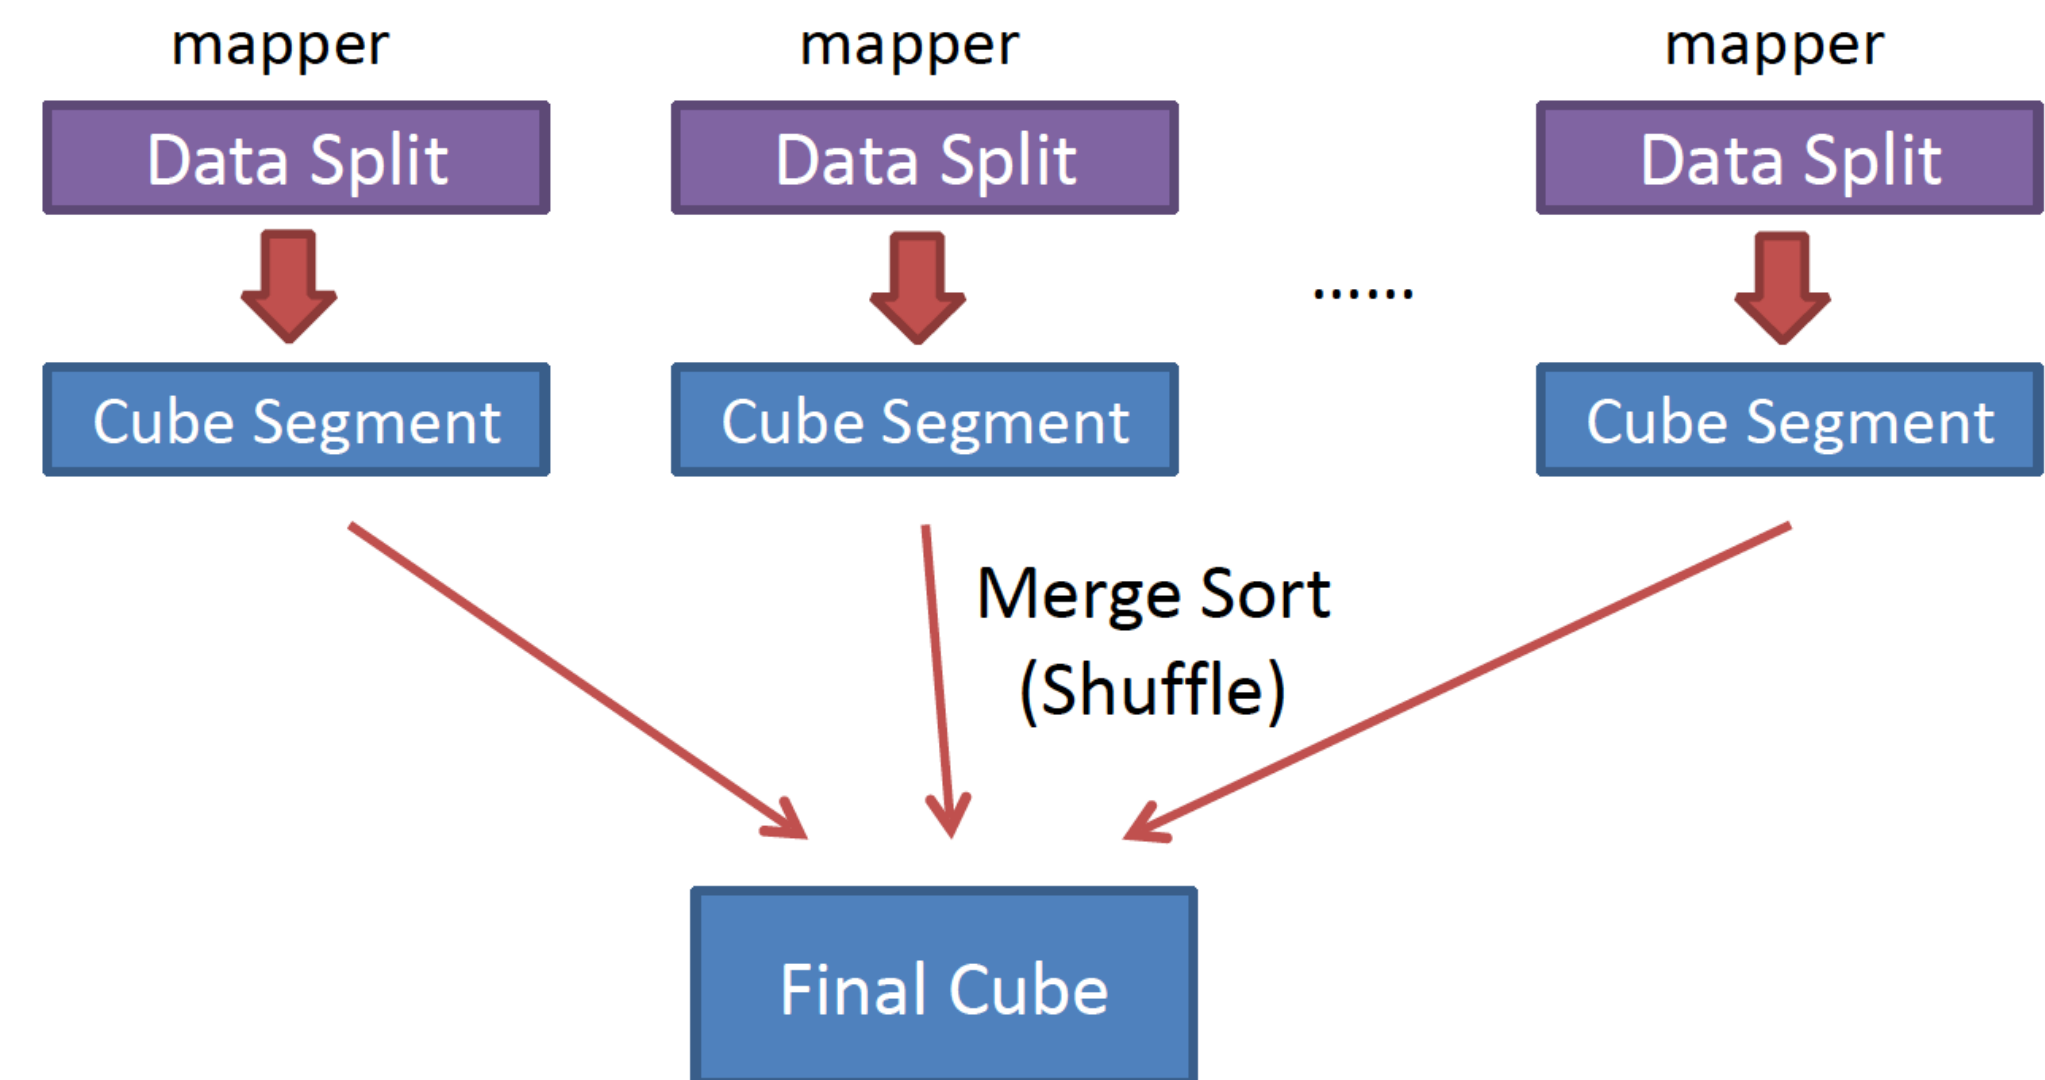 mapper mapper mapper
Data Split Data Split Data Split
......
Cube Segment Cube Segment Cube Segment
Merge Sort
(Shuffle)
Final Cube